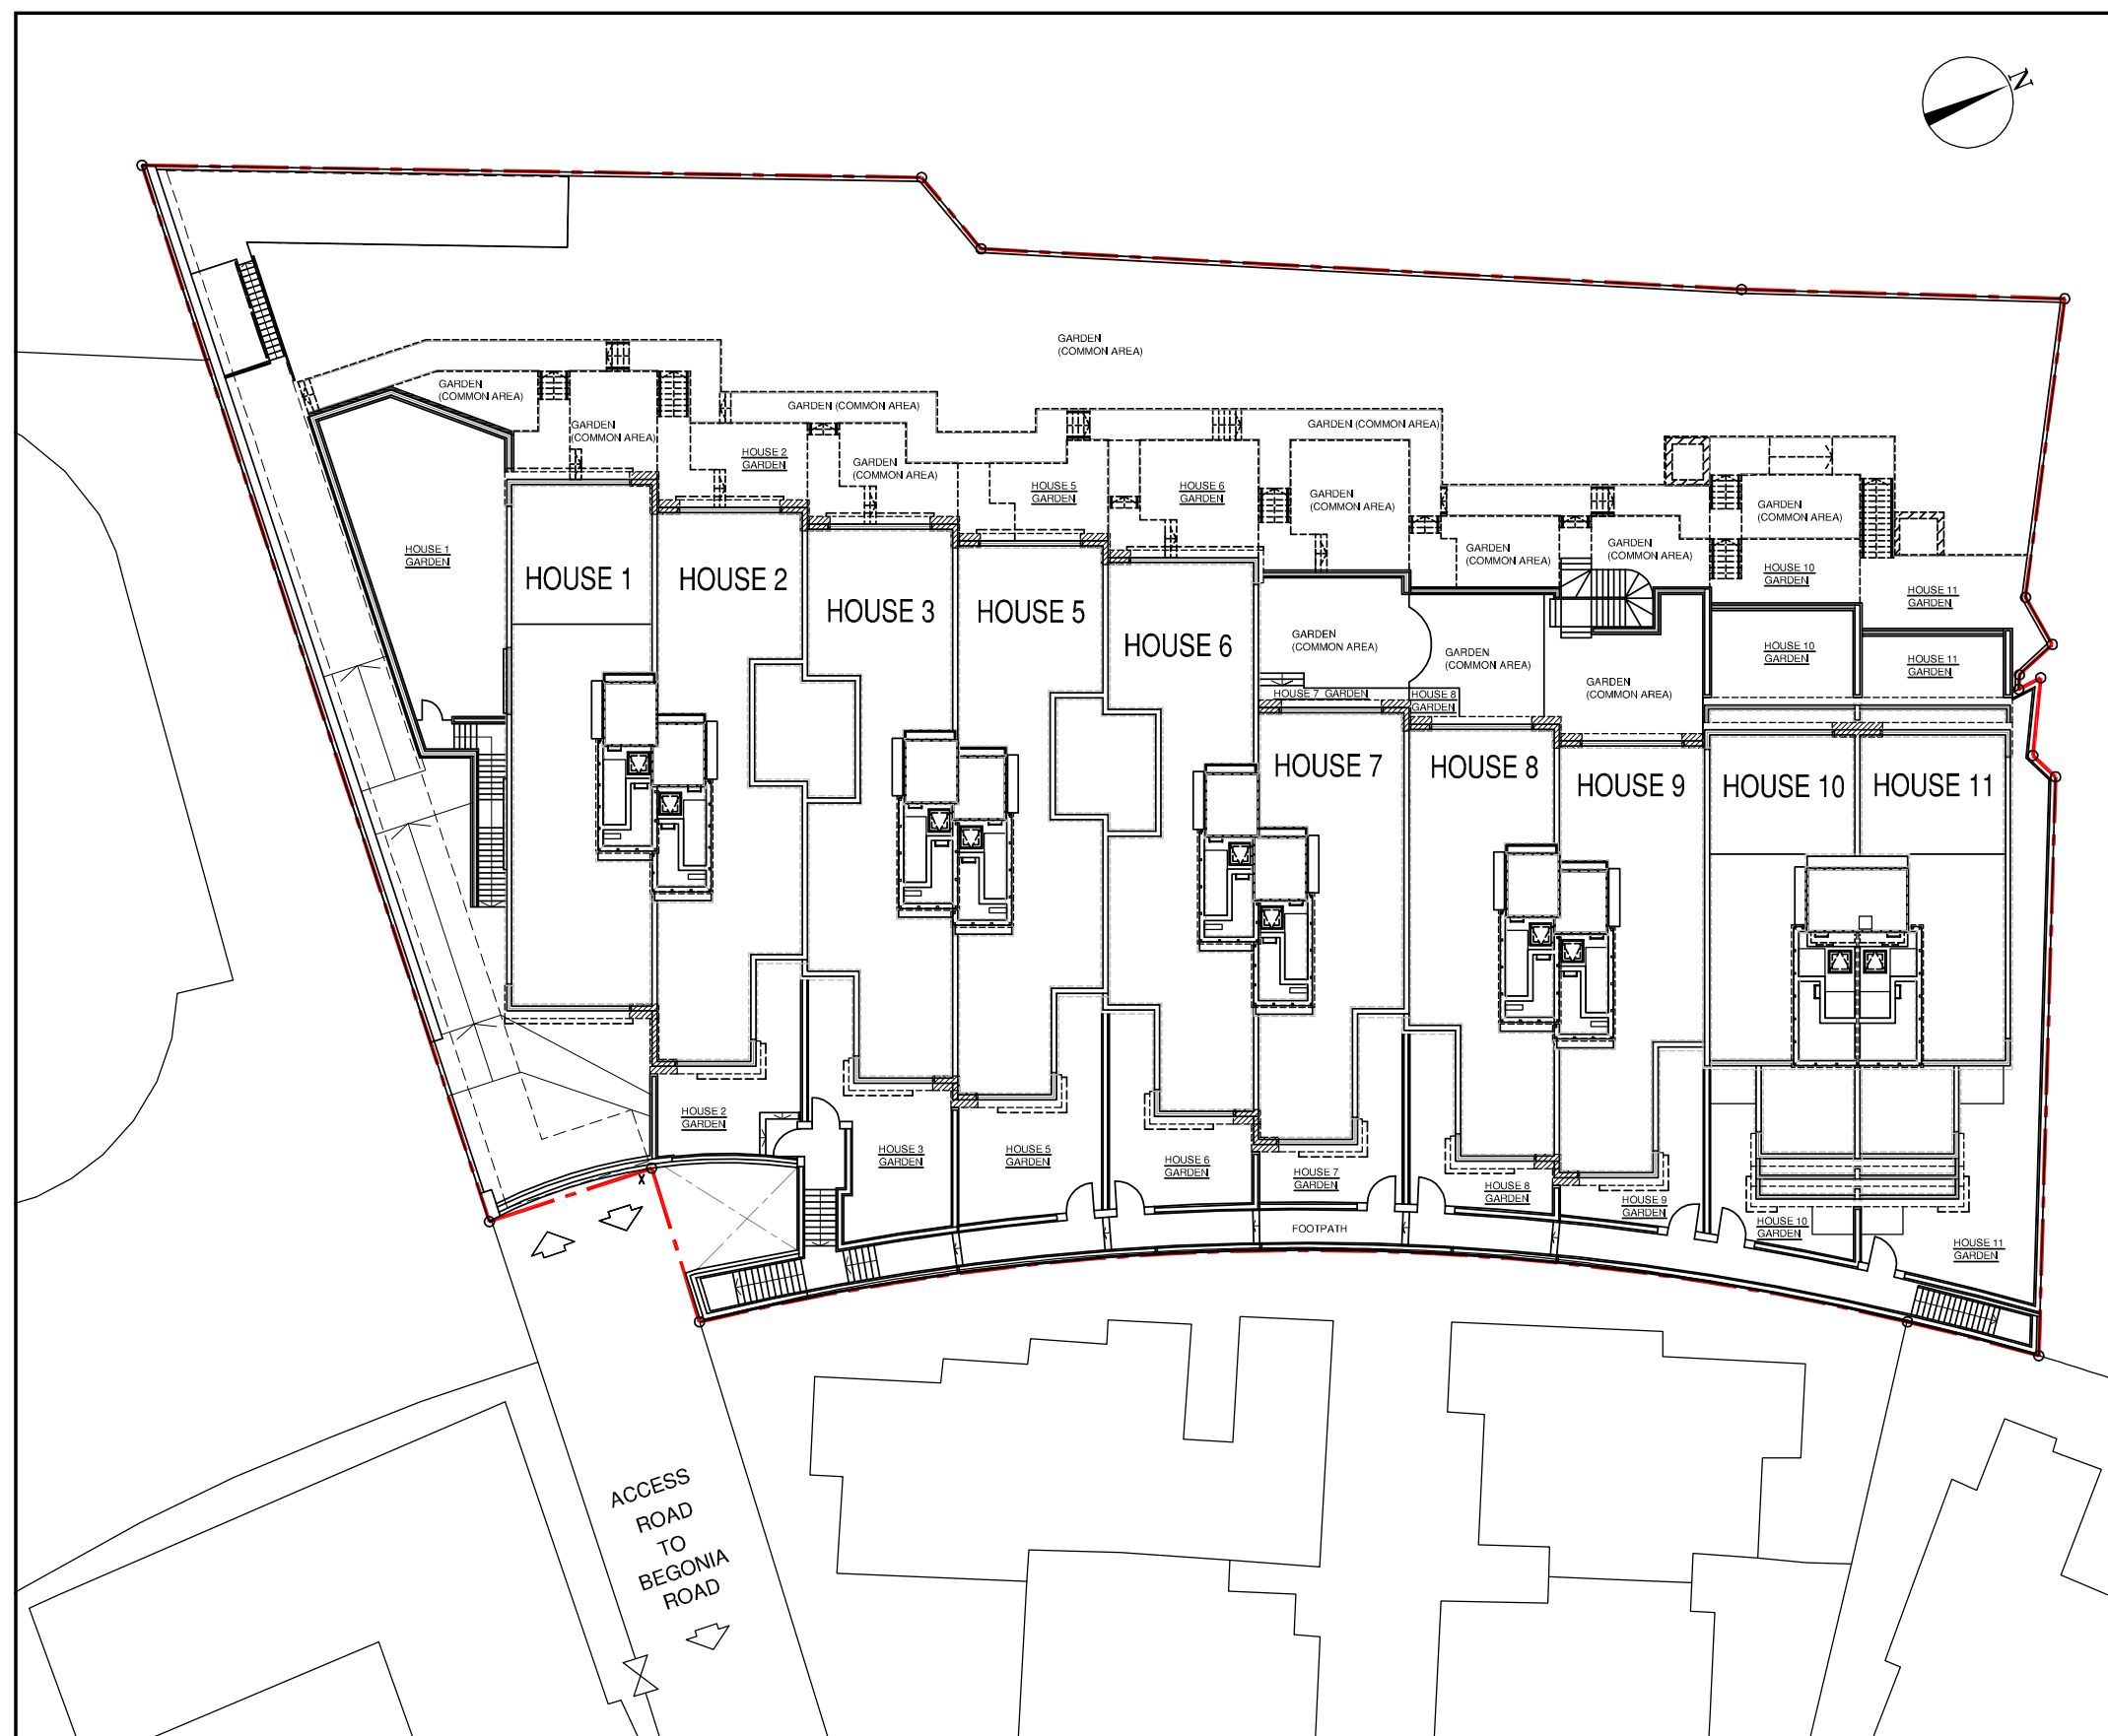 N
GARDEN
(COMMON AREA)
GARDEN
(COMMON AREA)
GARDEN (COMMON AREA)
GARDEN
(COMMON AREA)
GARDEN (COMMON AREA)
HOUSE 2
GARDEN
GARDEN
(COMMON AREA)
HOUSE 5
GARDEN
HOUSE 6
GARDEN
GARDEN
(COMMON AREA)
GARDEN
(COMMON AREA)
HOUSE 1
GARDEN
GARDEN
(COMMON AREA)
GARDEN
(COMMON AREA)
HOUSE 10
GARDEN
HOUSE 11
GARDEN
HOUSE 1
HOUSE 2
HOUSE 3
HOUSE 5
HOUSE 6
GARDEN
(COMMON AREA)
GARDEN
(COMMON AREA)
HOUSE 10
GARDEN
HOUSE 11
GARDEN
GARDEN
(COMMON AREA)
HOUSE 7 GARDEN
HOUSE 8
GARDEN
HOUSE 7
HOUSE 8
HOUSE 9
HOUSE 10
HOUSE 11
HOUSE 2
GARDEN
HOUSE 3
GARDEN
HOUSE 5
GARDEN
HOUSE 6
GARDEN
HOUSE 7
GARDEN
HOUSE 8
GARDEN
HOUSE 9
GARDEN
HOUSE 10
GARDEN
HOUSE 11
GARDEN
X
FOOTPATH
ACCESS
ROAD
TO
BEGONIA
ROAD